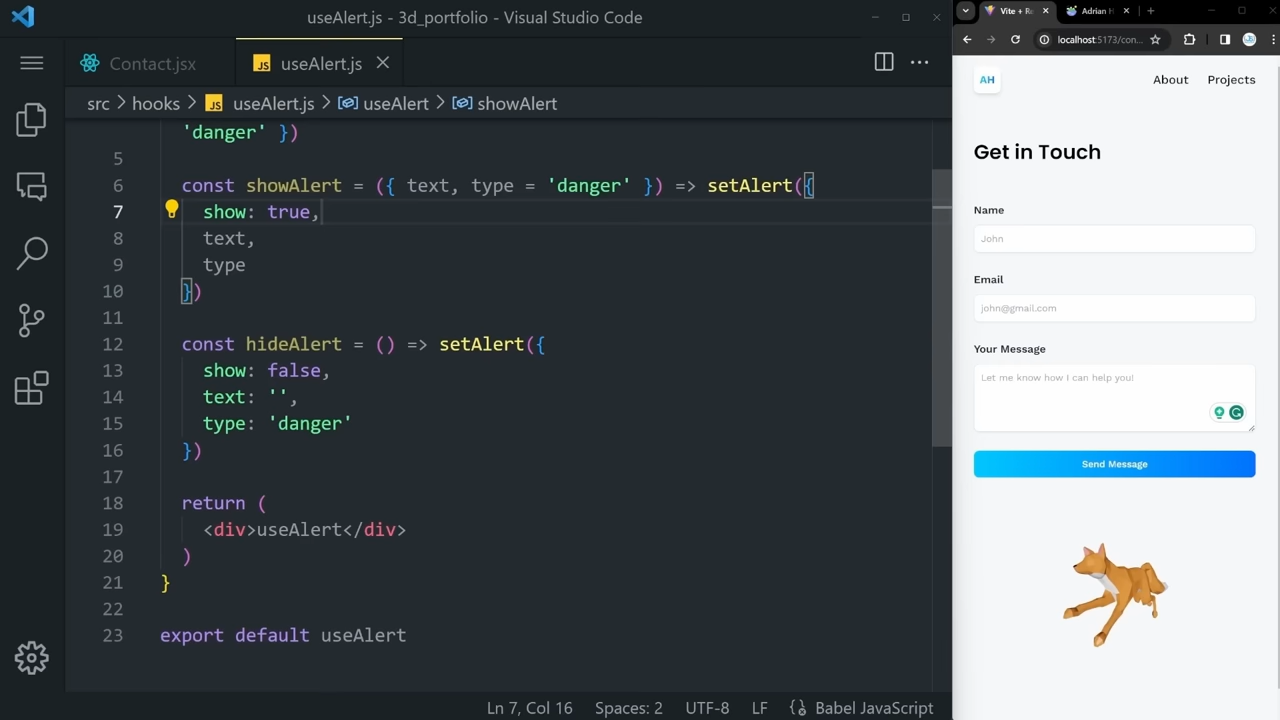 useAlert.js - 3d_portfolio - Visual Studio Code
Contact.jsx
JS useAlert.js
src > hooks > JS useAlert.js > useAlert > showAlert
'danger' })
5
6 const showAlert = ({ text, type = 'danger' }) => setAlert({
7 show: true,
8 text,
9 type
10 })
11
12 const hideAlert = () => setAlert({
13 show: false,
14 text: '',
15 type: 'danger'
16 })
17
18 return (
19 <div>useAlert</div>
20 )
21 }
22
23 export default useAlert
Ln 7, Col 16 Spaces: 2 UTF-8 LF Babel JavaScript
Vite + Re
Adrian H
localhost:5173/con...
AH
About Projects
Get in Touch
Name
John
Email
john@gmail.com
Your Message
Let me know how I can help you!
Send Message